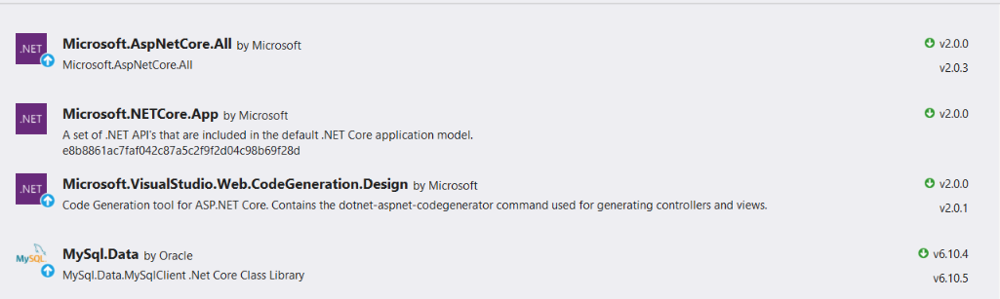 .NET Microsoft.AspNetCore.All by Microsoft v2.0.0
Microsoft.AspNetCore.All v2.0.3
.NET Microsoft.NETCore.App by Microsoft v2.0.0
A set of .NET API's that are included in the default .NET Core application model.
e8b8861ac7faf042c87a5c2f9f2d04c98b69f28d
.NET Microsoft.VisualStudio.Web.CodeGeneration.Design by Microsoft v2.0.0
Code Generation tool for ASP.NET Core. Contains the dotnet-aspnet-codegenerator command used for generating controllers and views. v2.0.1
MySQL MySql.Data by Oracle v6.10.4
MySql.Data.MySqlClient .Net Core Class Library v6.10.5